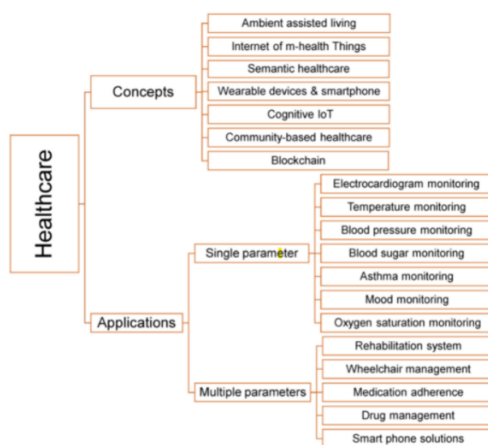 Healthcare
Concepts
Ambient assisted living
Internet of m-health Things
Semantic healthcare
Wearable devices & smartphone
Cognitive IoT
Community-based healthcare
Blockchain
Applications
Single parameter
Electrocardiogram monitoring
Temperature monitoring
Blood pressure monitoring
Blood sugar monitoring
Asthma monitoring
Mood monitoring
Oxygen saturation monitoring
Multiple parameters
Rehabilitation system
Wheelchair management
Medication adherence
Drug management
Smart phone solutions